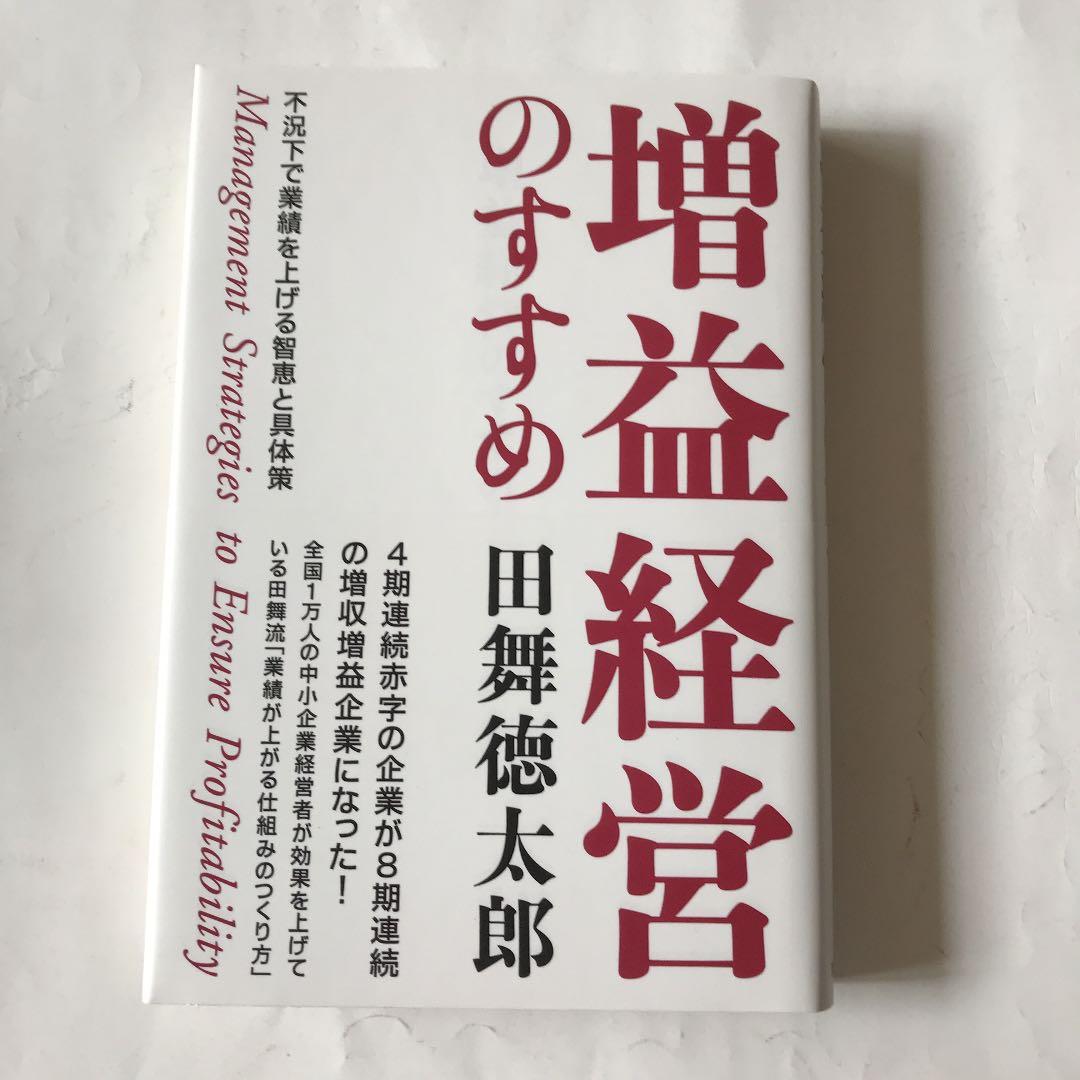 増益経営
のすすめ
田舞徳太郎
4期連続赤字の企業が8期連続
の増収増益企業になった！
全国1万人の中小企業経営者が効果を上げて
いる田舞流「業績が上がる仕組みのつくり方」
不況下で業績を上げる智恵と具体策
Management Strategies to Ensure Profitability